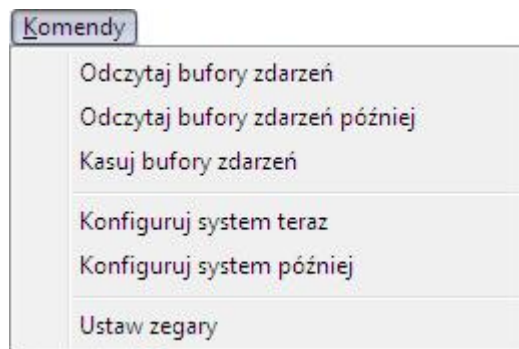 Komendy
Odczytaj bufory zdarzeń
Odczytaj bufory zdarzeń później
Kasuj bufory zdarzeń
Konfiguruj system teraz
Konfiguruj system później
Ustaw zegary